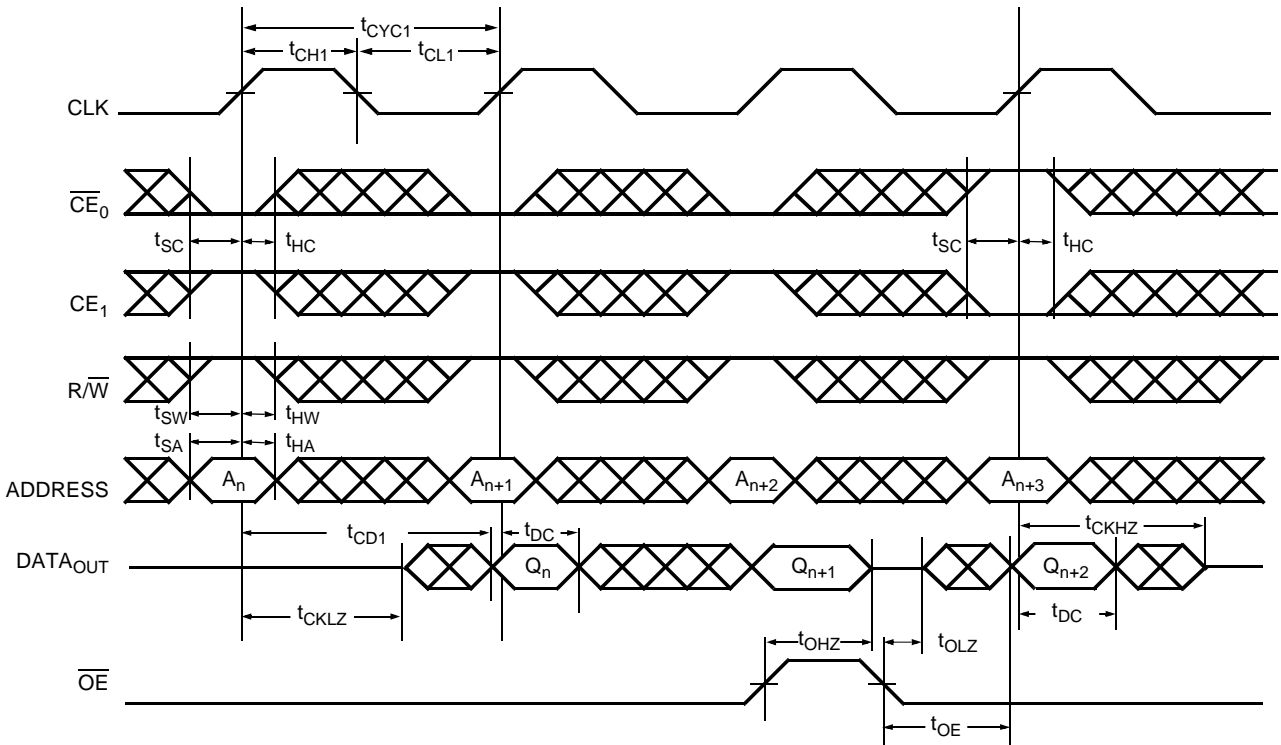 tCYC1
tCH1
tCL1
CLK
CE0
tSC
tHC
tSC
tHC
CE1
R/W
tSW
tHW
tSA
tHA
ADDRESS
An
An+1
An+2
An+3
tCD1
tDC
tCKHZ
DATAOUT
Qn
Qn+1
Qn+2
tCKLZ
tDC
tOHZ
tOLZ
OE
tOE